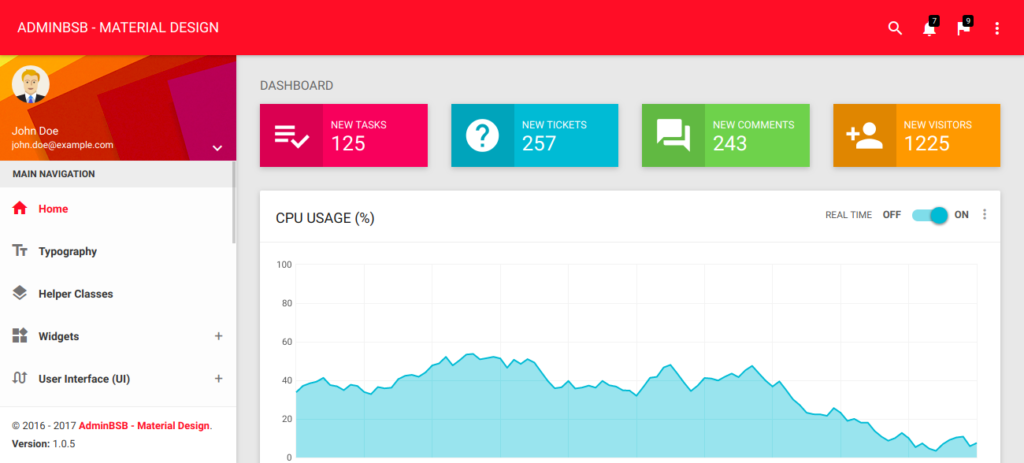 ADMINBSB - MATERIAL DESIGN
7
9
John Doe
john.doe@example.com
MAIN NAVIGATION
Home
Typography
Helper Classes
Widgets +
User Interface (UI) +
© 2016 - 2017 AdminBSB - Material Design.
Version: 1.0.5
DASHBOARD
NEW TASKS
125
NEW TICKETS
257
NEW COMMENTS
243
NEW VISITORS
1225
CPU USAGE (%)
REAL TIME OFF ON
100
80
60
40
20
0